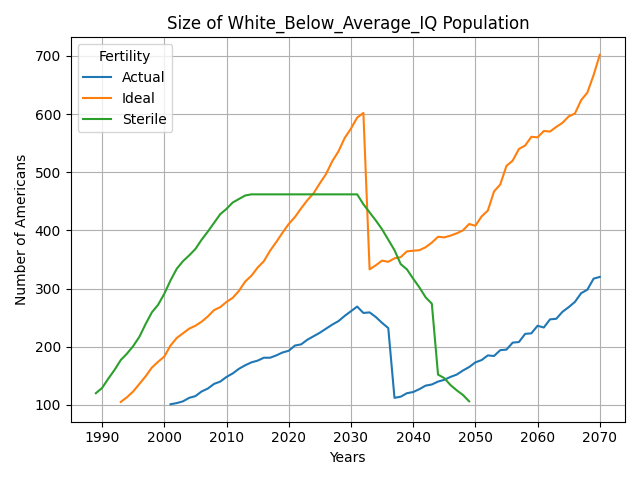 Size of White_Below_Average_IQ Population
Fertility
Actual
Ideal
Sterile
Number of Americans
700
600
500
400
300
200
100
1990 2000 2010 2020 2030 2040 2050 2060 2070
Years